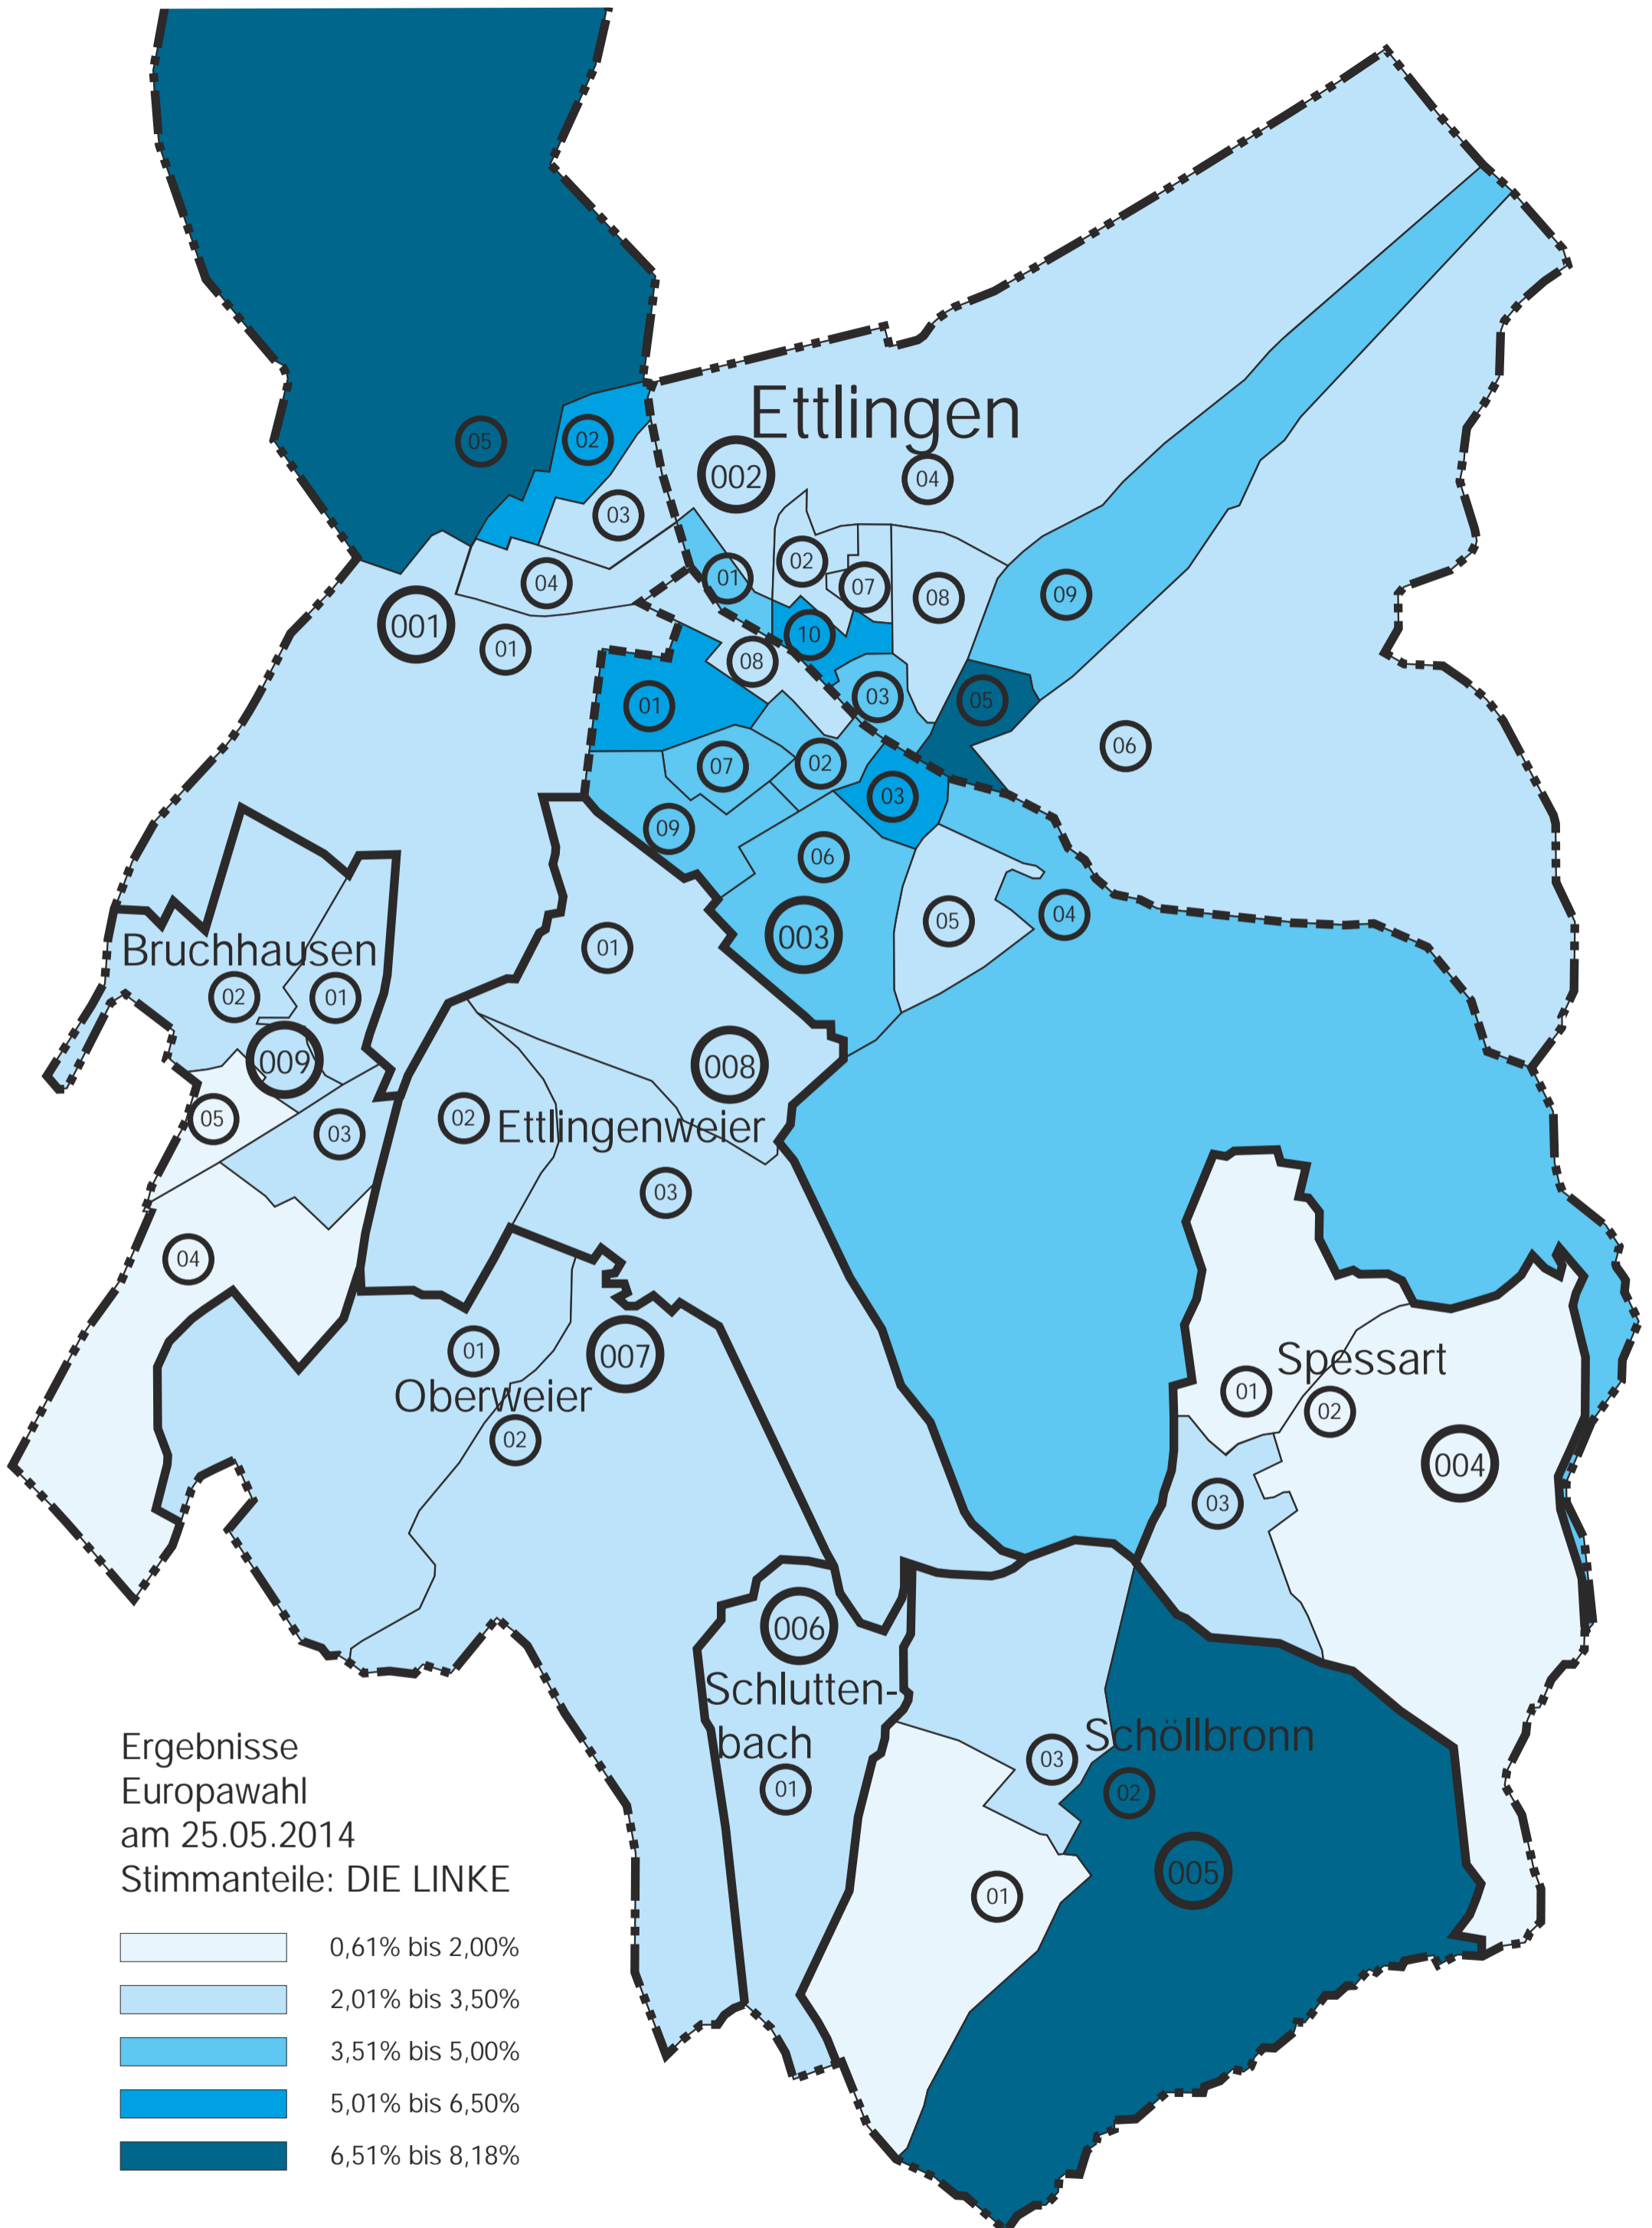 Ettlingen
05
02
002
04
03
02
04
01
07
08
09
001
10
01
08
01
03
05
07
02
06
03
09
06
003
05
04
01
Bruchhausen
02
01
009
008
05
03
02
Ettlingenweier
03
04
01
007
Oberweier
02
Spessart
01
02
004
03
006
Schlutten-
bach
01
03
Schöllbronn
02
005
01
Ergebnisse
Europawahl
am 25.05.2014
Stimmanteile: DIE LINKE
0,61% bis 2,00%
2,01% bis 3,50%
3,51% bis 5,00%
5,01% bis 6,50%
6,51% bis 8,18%